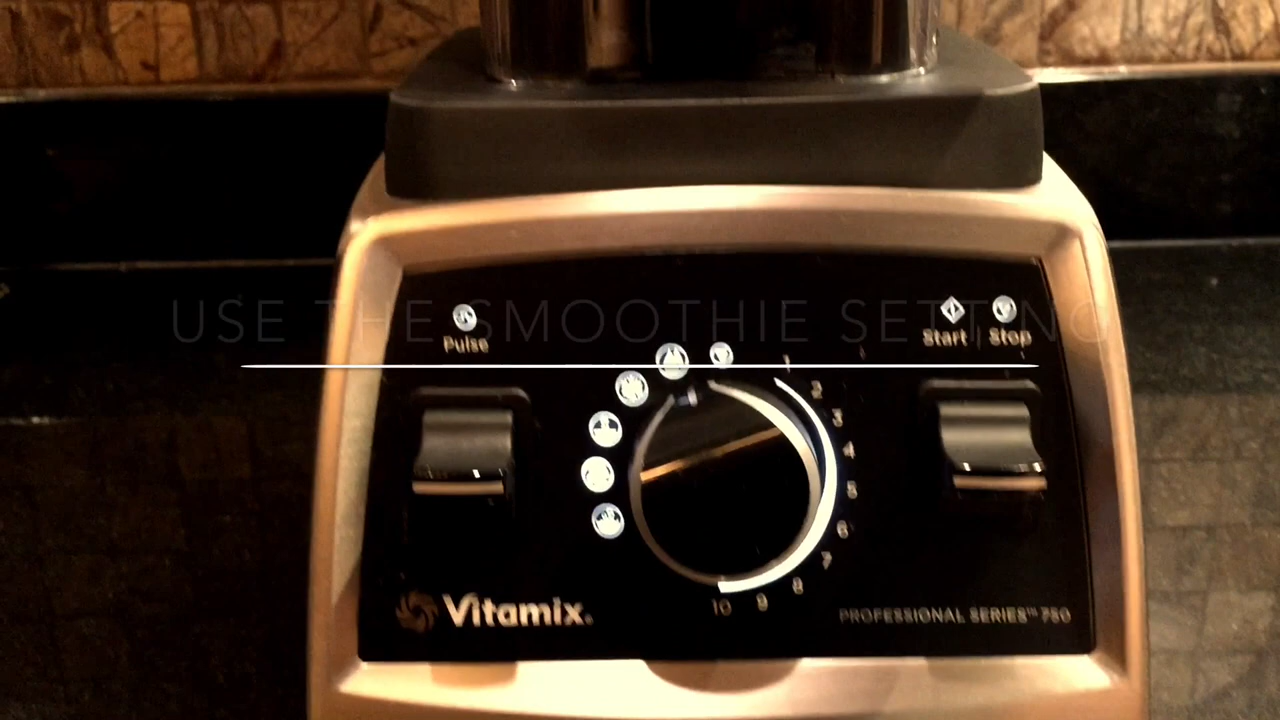 USE THE SMOOTHIE SETTING
Pulse
Start | Stop
1
2
3
4
5
6
7
8
9
10
Vitamix®
PROFESSIONAL SERIES™ 750